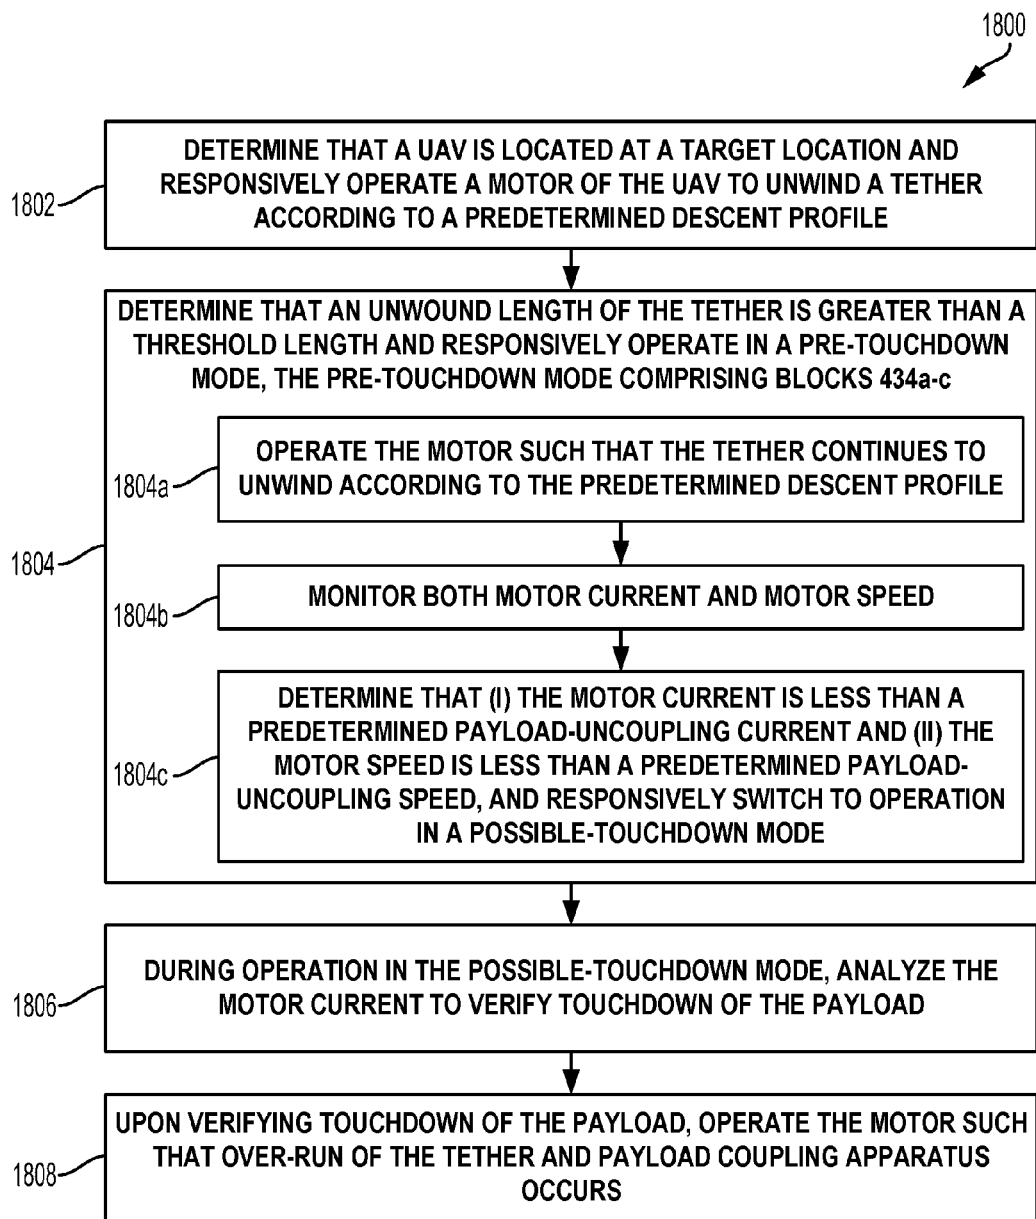 1800
1802
DETERMINE THAT A UAV IS LOCATED AT A TARGET LOCATION AND
RESPONSIVELY OPERATE A MOTOR OF THE UAV TO UNWIND A TETHER
ACCORDING TO A PREDETERMINED DESCENT PROFILE
1804
DETERMINE THAT AN UNWOUND LENGTH OF THE TETHER IS GREATER THAN A
THRESHOLD LENGTH AND RESPONSIVELY OPERATE IN A PRE-TOUCHDOWN
MODE, THE PRE-TOUCHDOWN MODE COMPRISING BLOCKS 434a-c
1804a
OPERATE THE MOTOR SUCH THAT THE TETHER CONTINUES TO
UNWIND ACCORDING TO THE PREDETERMINED DESCENT PROFILE
1804b
MONITOR BOTH MOTOR CURRENT AND MOTOR SPEED
1804c
DETERMINE THAT (I) THE MOTOR CURRENT IS LESS THAN A
PREDETERMINED PAYLOAD-UNCOUPLING CURRENT AND (II) THE
MOTOR SPEED IS LESS THAN A PREDETERMINED PAYLOAD-
UNCOUPLING SPEED, AND RESPONSIVELY SWITCH TO OPERATION
IN A POSSIBLE-TOUCHDOWN MODE
1806
DURING OPERATION IN THE POSSIBLE-TOUCHDOWN MODE, ANALYZE THE
MOTOR CURRENT TO VERIFY TOUCHDOWN OF THE PAYLOAD
1808
UPON VERIFYING TOUCHDOWN OF THE PAYLOAD, OPERATE THE MOTOR SUCH
THAT OVER-RUN OF THE TETHER AND PAYLOAD COUPLING APPARATUS
OCCURS